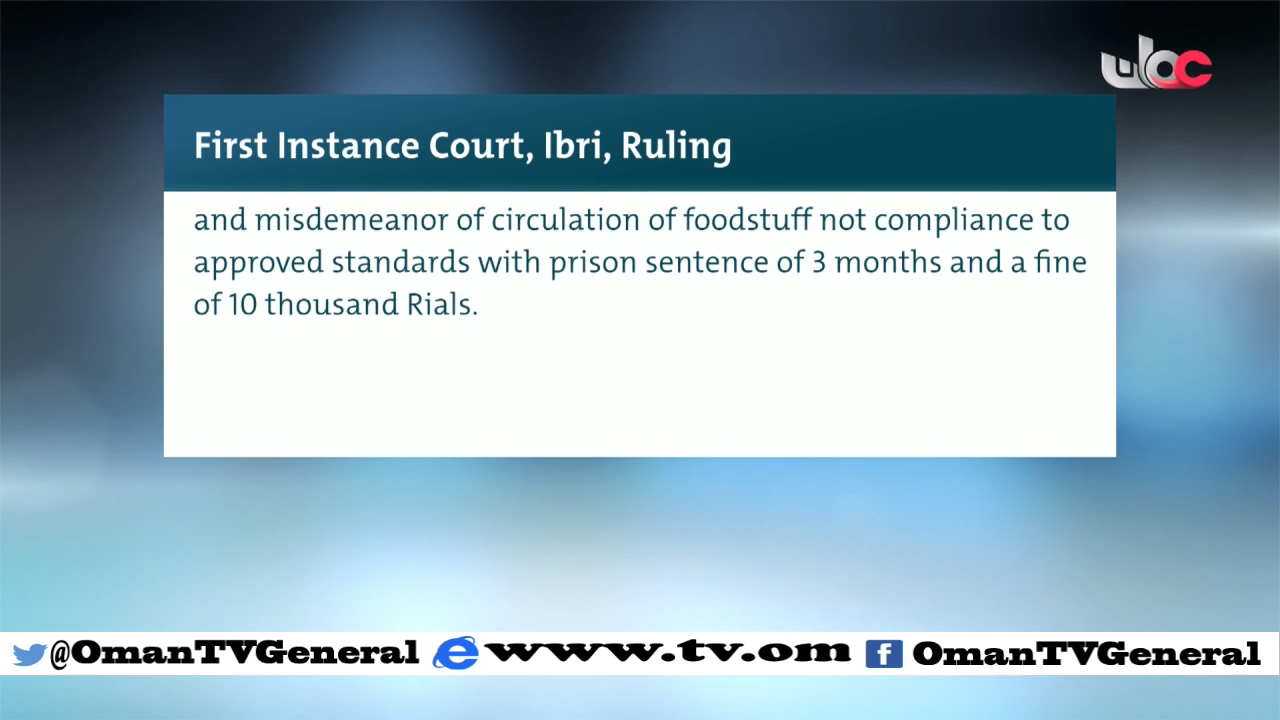 عمان
First Instance Court, Ibri, Ruling
and misdemeanor of circulation of foodstuff not compliance to
approved standards with prison sentence of 3 months and a fine
of 10 thousand Rials.
@OmanTVGeneral www.tv.om OmanTVGeneral